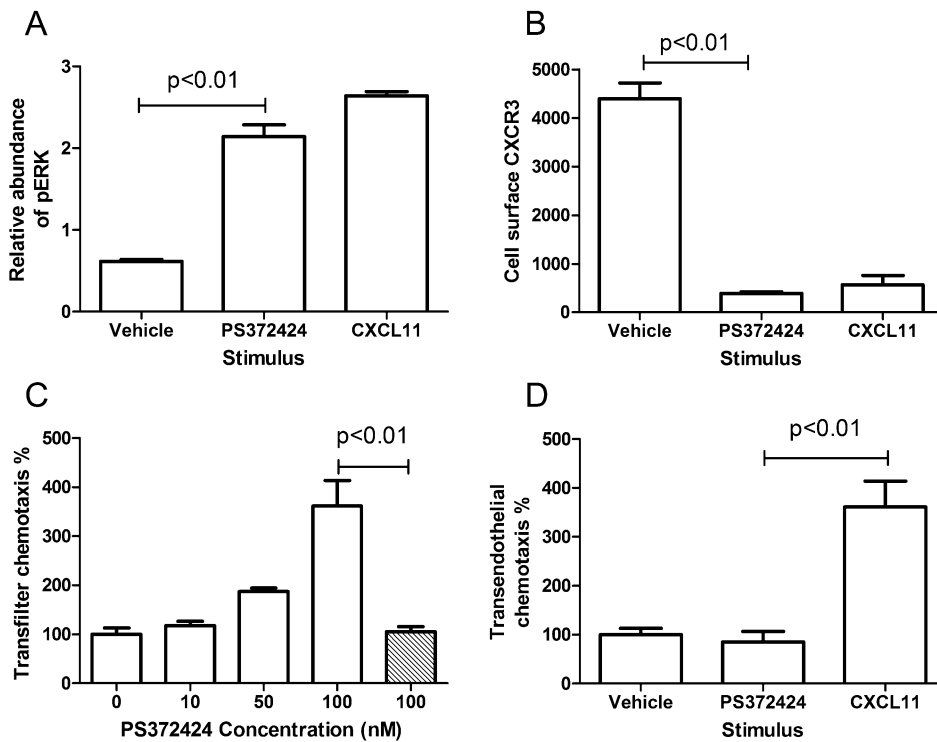 A
p<0.01
Relative abundance
of pERK
3
2
1
0
Vehicle PS372424 CXCL11
Stimulus
B
p<0.01
Cell surface CXCR3
5000
4000
3000
2000
1000
0
Vehicle PS372424 CXCL11
Stimulus
C
p<0.01
Transfilter chemotaxis %
500
400
300
200
100
0
0 10 50 100 100
PS372424 Concentration (nM)
D
p<0.01
Transendothelial
chemotaxis %
500
400
300
200
100
0
Vehicle PS372424 CXCL11
Stimulus